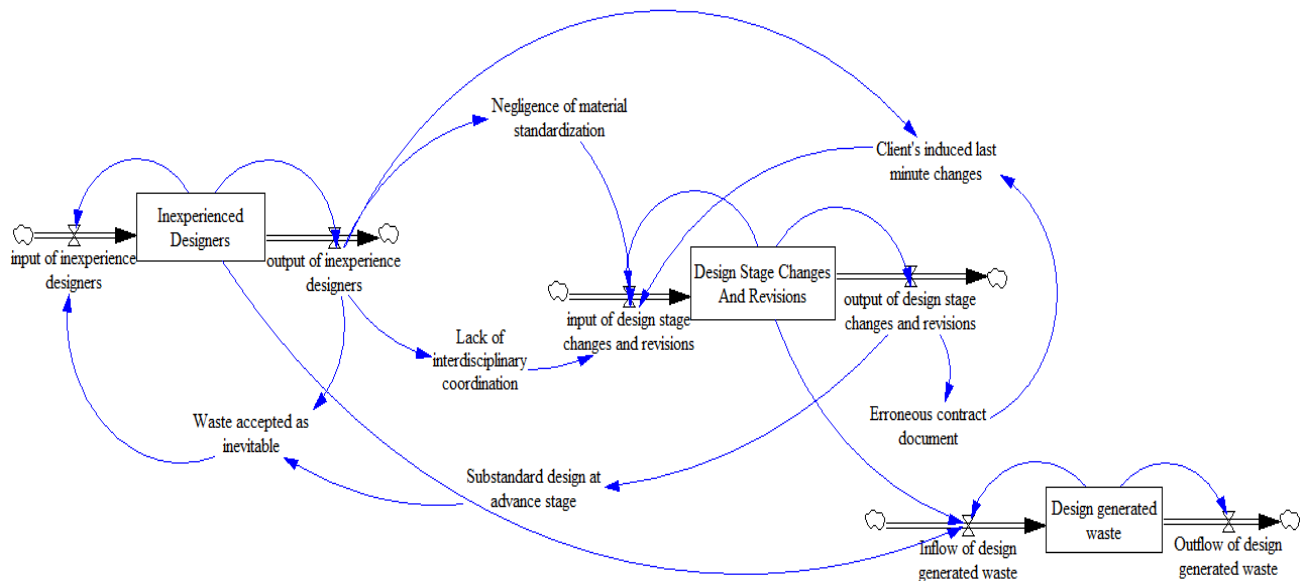 Negligence of material
standardization
Client's induced last
minute changes
Inexperienced
Designers
input of inexperience
designers
output of inexperience
designers
Design Stage Changes
And Revisions
input of design stage
changes and revisions
output of design stage
changes and revisions
Lack of
interdisciplinary
coordination
Erroneous contract
document
Waste accepted as
inevitable
Substandard design at
advance stage
Design generated
waste
Inflow of design
generated waste
Outflow of design
generated waste